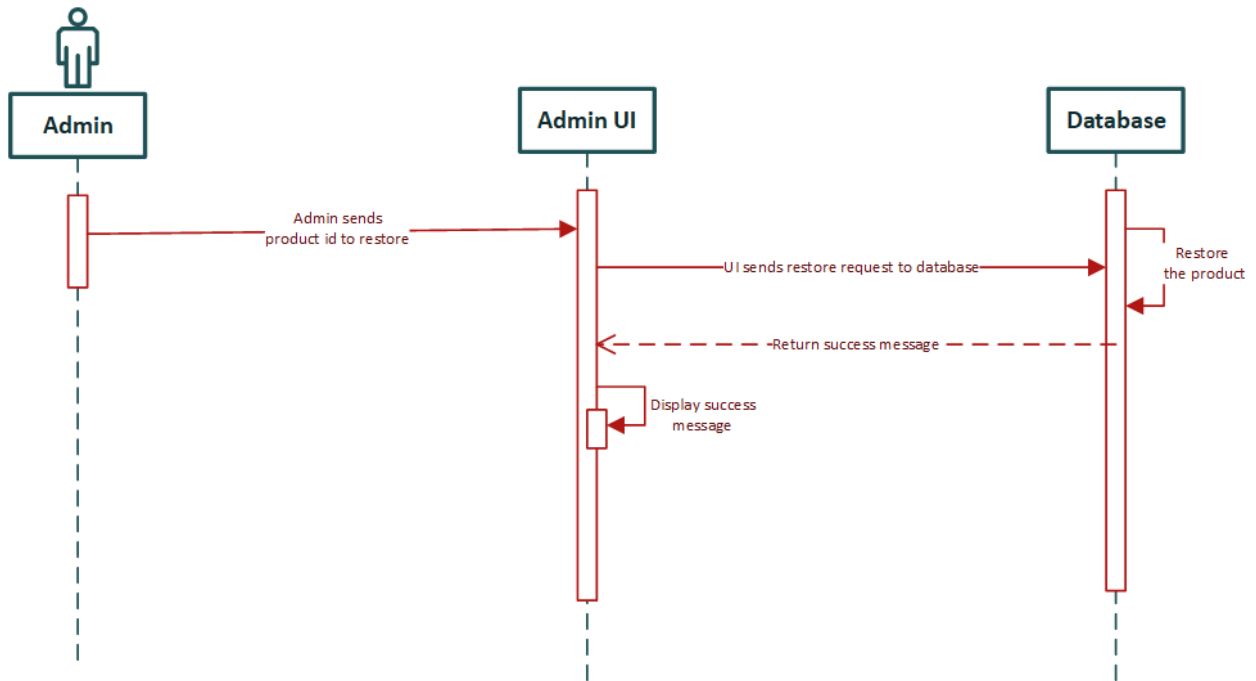 Admin
Admin UI
Database
Admin sends
product id to restore
UI sends restore request to database
Restore
the product
Return success message
Display success
message